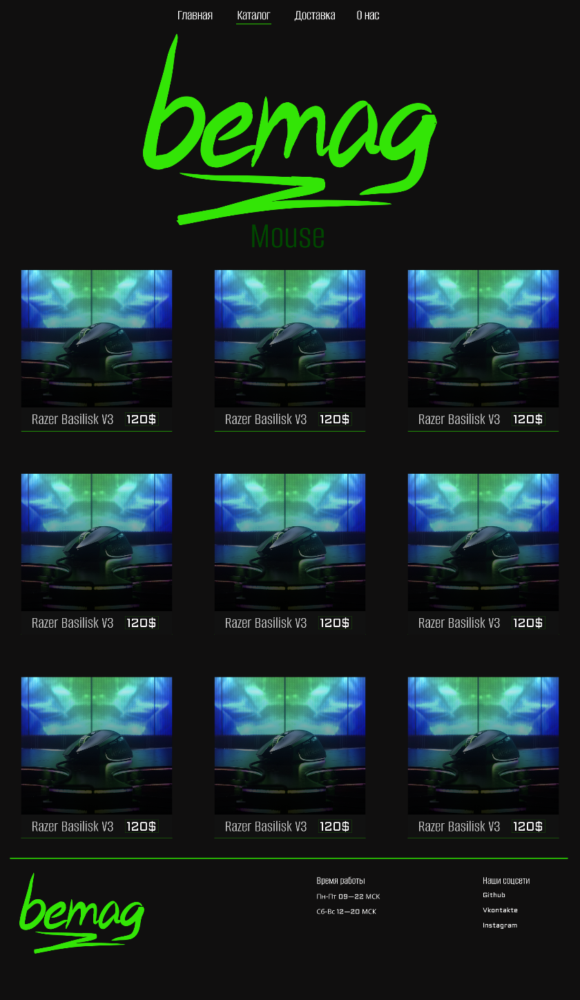 Главная Каталог Доставка О нас
bemag
Mouse
Razer Basilisk V3 120$ Razer Basilisk V3 120$ Razer Basilisk V3 120$
Razer Basilisk V3 120$ Razer Basilisk V3 120$ Razer Basilisk V3 120$
Razer Basilisk V3 120$ Razer Basilisk V3 120$ Razer Basilisk V3 120$
bemag
Время работы
Пн-Пт 09—22 МСК
Сб-Вс 12—20 МСК
Наши соцсети
Github
Vkontakte
Instagram